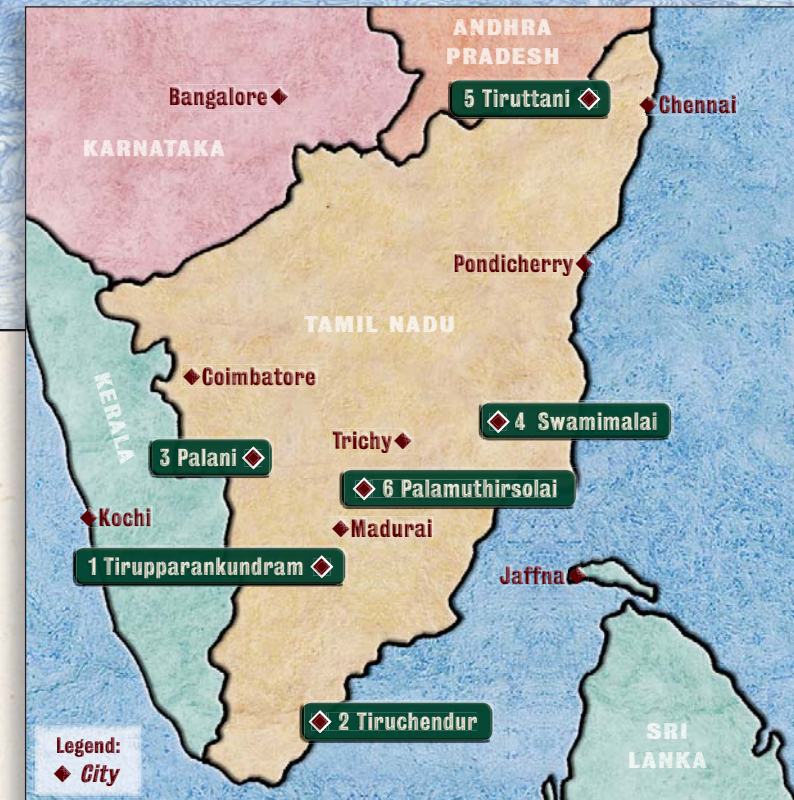 ANDHRA
PRADESH
Bangalore
5 Tiruttani
Chennai
KARNATAKA
Pondicherry
TAMIL NADU
KERALA
Coimbatore
4 Swamimalai
Trichy
3 Palani
6 Palamuthirsolai
Kochi
Madurai
1 Tirupparankundram
Jaffna
2 Tiruchendur
SRI
LANKA
Legend:
City